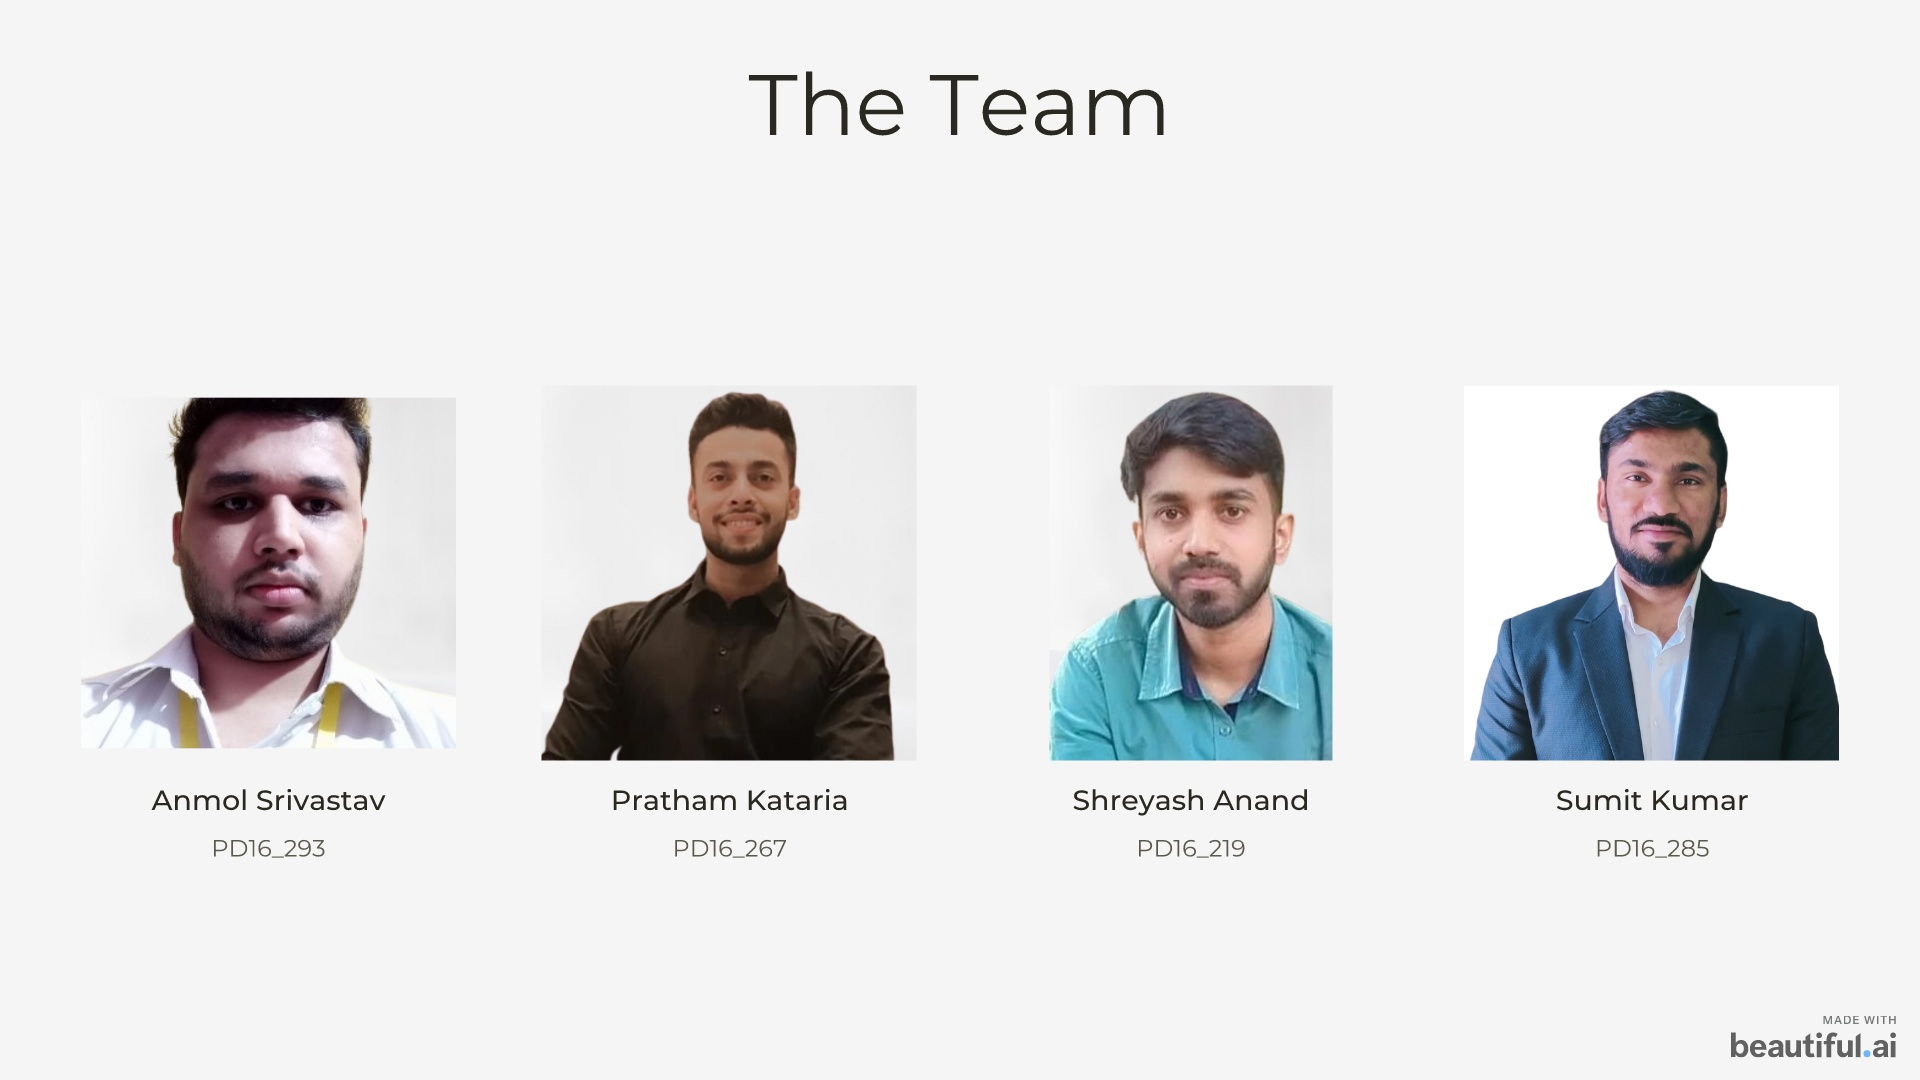 The Team
Anmol Srivastav
PD16_293
Pratham Kataria
PD16_267
Shreyash Anand
PD16_219
Sumit Kumar
PD16_285
MADE WITH
beautiful.ai